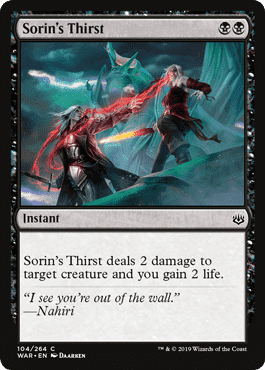 Sorin's Thirst
Instant
Sorin's Thirst deals 2 damage to
target creature and you gain 2 life.
"I see you're out of the wall."
—Nahiri
104/264 C
WAR • EN DAARKEN
™ & © 2019 Wizards of the Coast